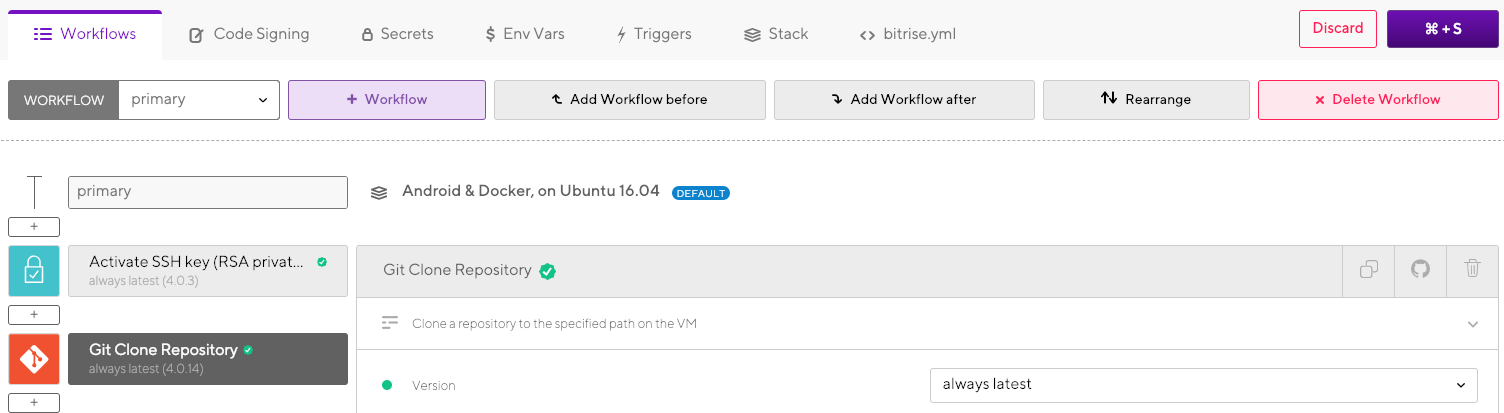 Workflows Code Signing Secrets $ Env Vars Triggers Stack <> bitrise.yml Discard ⌘ + S
WORKFLOW primary + Workflow Add Workflow before Add Workflow after Rearrange × Delete Workflow
primary Android & Docker, on Ubuntu 16.04 DEFAULT
+
Activate SSH key (RSA privat...
always latest (4.0.3)
Git Clone Repository
+
Clone a repository to the specified path on the VM
Git Clone Repository
always latest (4.0.14)
Version always latest
+